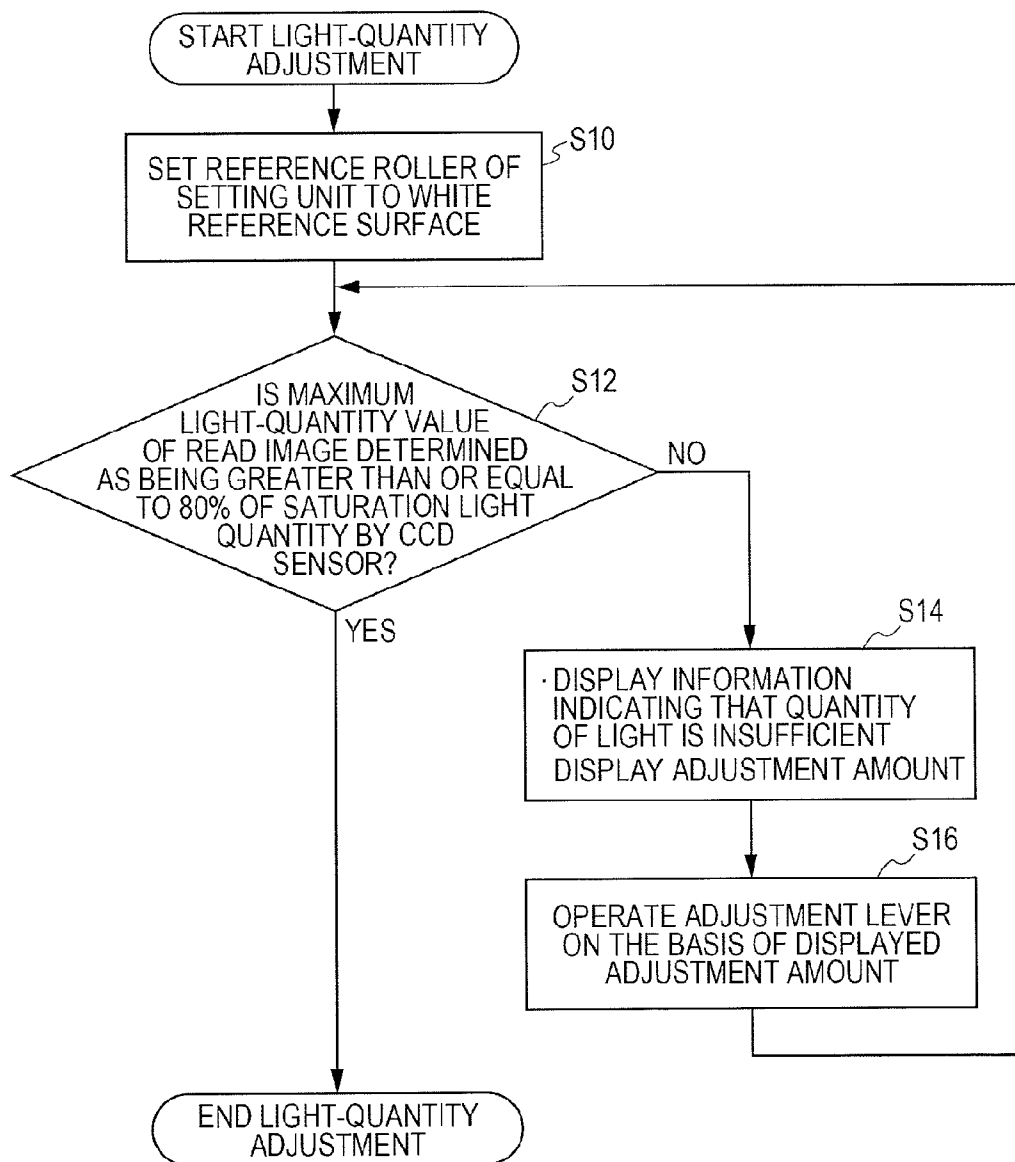 START LIGHT-QUANTITY
ADJUSTMENT
S10
SET REFERENCE ROLLER OF
SETTING UNIT TO WHITE
REFERENCE SURFACE
S12
IS MAXIMUM
LIGHT-QUANTITY VALUE
OF READ IMAGE DETERMINED
AS BEING GREATER THAN OR EQUAL
TO 80% OF SATURATION LIGHT
QUANTITY BY CCD
SENSOR?
NO
YES
S14
· DISPLAY INFORMATION
INDICATING THAT QUANTITY
OF LIGHT IS INSUFFICIENT
DISPLAY ADJUSTMENT AMOUNT
S16
OPERATE ADJUSTMENT LEVER
ON THE BASIS OF DISPLAYED
ADJUSTMENT AMOUNT
END LIGHT-QUANTITY
ADJUSTMENT